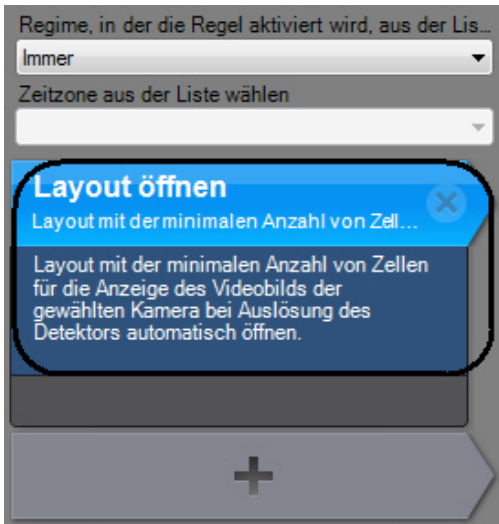 Regime, in der die Regel aktiviert wird, aus der Lis...
Immer
Zeitzone aus der Liste wählen
Layout öffnen
Layout mit der minimalen Anzahl von Zell...
Layout mit der minimalen Anzahl von Zellen
für die Anzeige des Videobilds der
gewählten Kamera bei Auslösung des
Detektors automatisch öffnen.